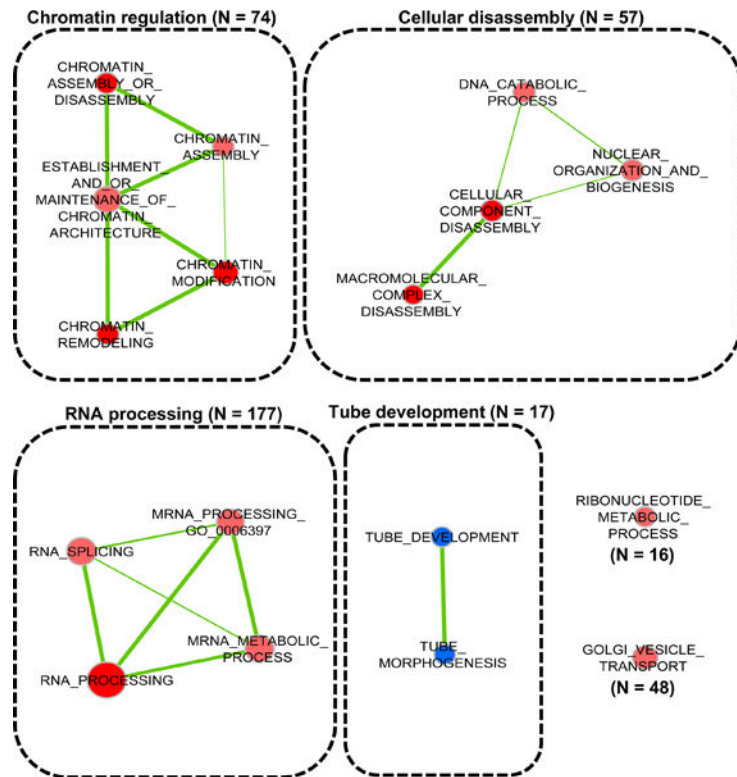 Chromatin regulation (N = 74)
CHROMATIN_
ASSEMBLY_OR_
DISASSEMBLY
CHROMATIN_
ASSEMBLY
ESTABLISHMENT_
AND_OR_
MAINTENANCE_OF_
CHROMATIN_
ARCHITECTURE
CHROMATIN_
MODIFICATION
CHROMATIN_
REMODELING
Cellular disassembly (N = 57)
DNA_CATABOLIC_
PROCESS
NUCLEAR_
ORGANIZATION_AND_
BIOGENESIS
CELLULAR_
COMPONENT_
DISASSEMBLY
MACROMOLECULAR_
COMPLEX_
DISASSEMBLY
RNA processing (N = 177)
MRNA_PROCESSING_
GO_0006397
RNA_SPLICING
MRNA_METABOLIC_
PROCESS
RNA_PROCESSING
Tube development (N = 17)
TUBE_DEVELOPMENT
TUBE_
MORPHOGENESIS
RIBONUCLEOTIDE_
METABOLIC_
PROCESS
(N = 16)
GOLGI_VESICLE_
TRANSPORT
(N = 48)